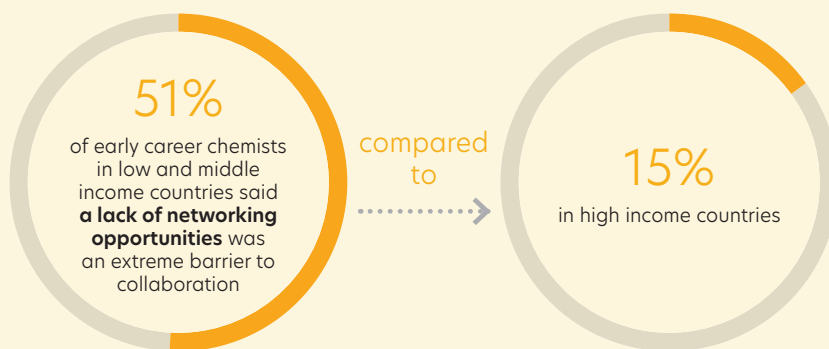 51%
of early career chemists
in low and middle
income countries said
a lack of networking
opportunities was
an extreme barrier to
collaboration
compared
to
15%
in high income countries